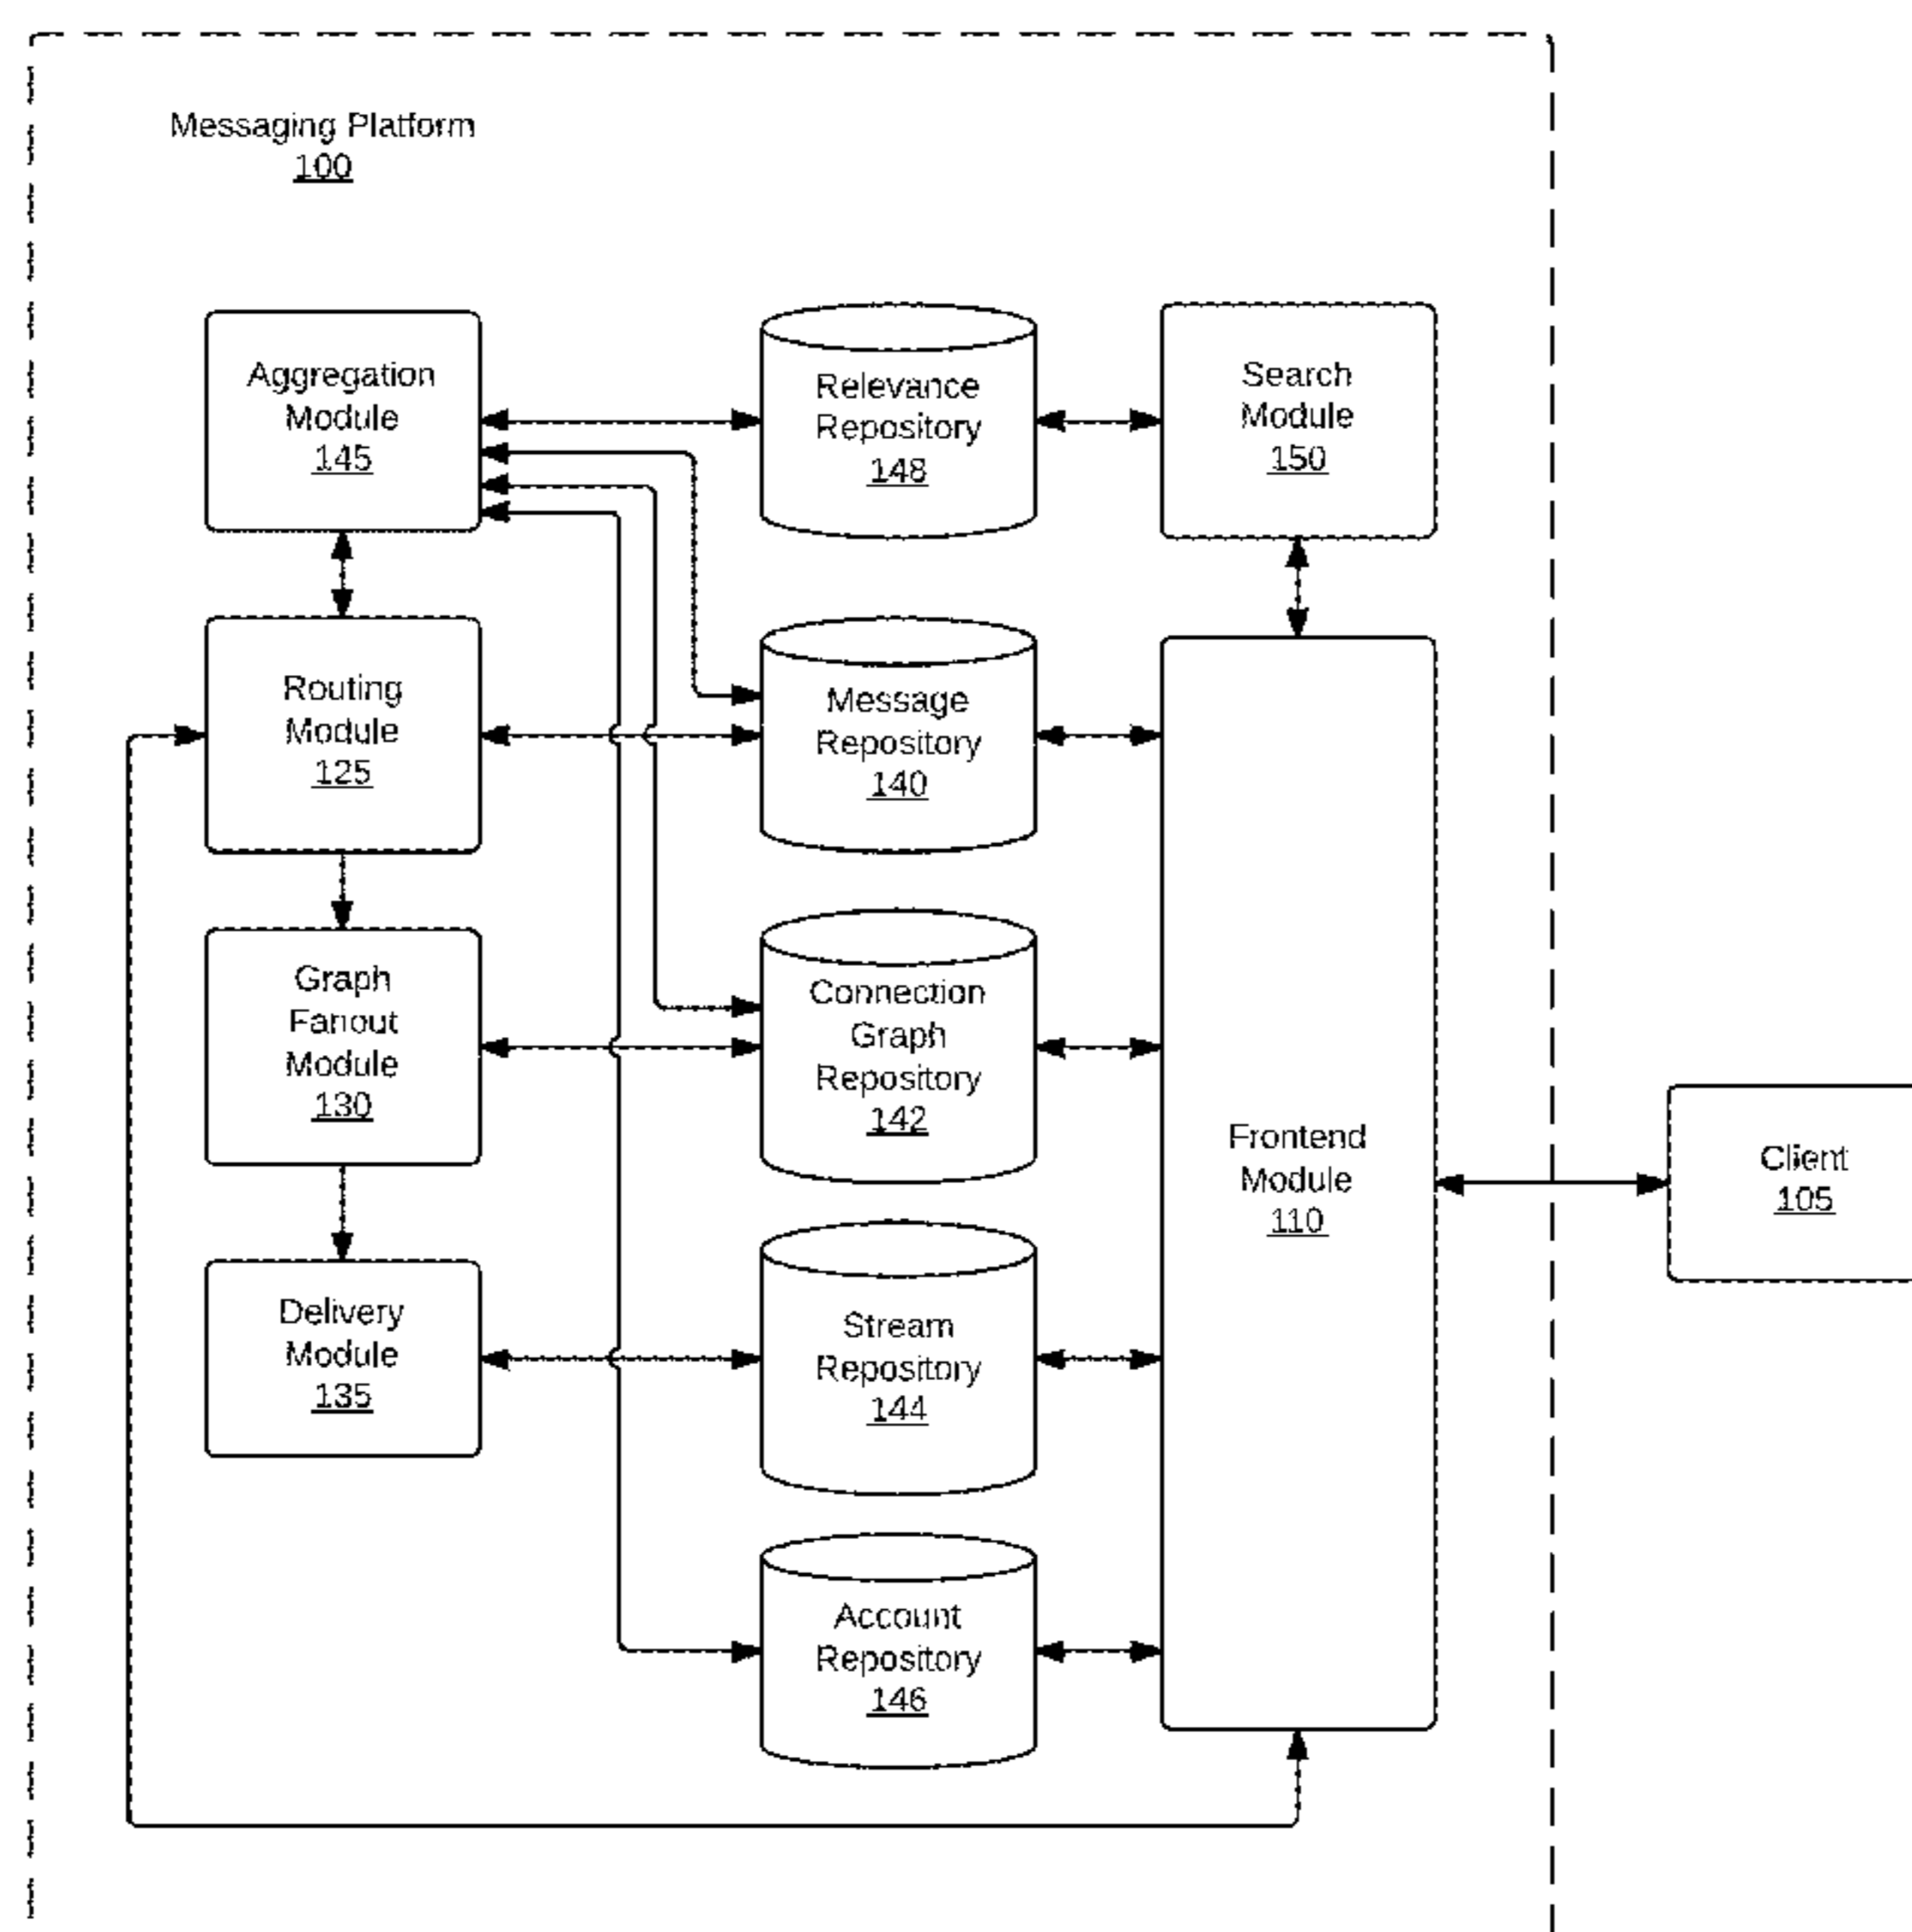 Messaging Platform
100
Aggregation
Module
145
Relevance
Repository
148
Search
Module
150
Routing
Module
125
Message
Repository
140
Graph
Fanout
Module
130
Connection
Graph
Repository
142
Frontend
Module
110
Client
105
Delivery
Module
135
Stream
Repository
144
Account
Repository
146